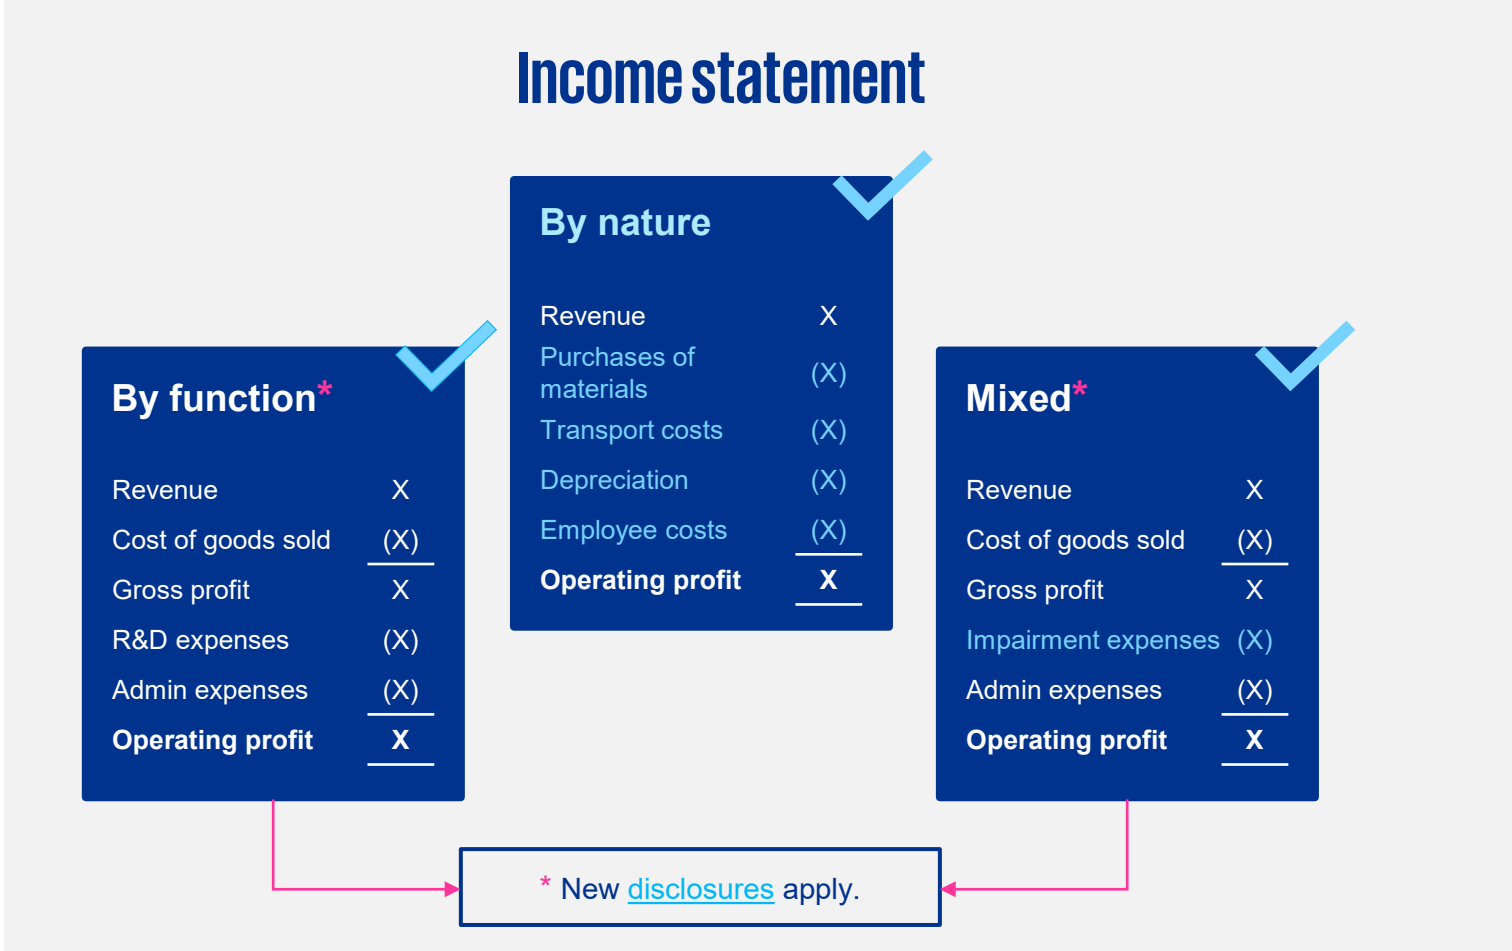 Income statement
By nature
Revenue X
Purchases of
materials (X)
Transport costs (X)
Depreciation (X)
Employee costs (X)
Operating profit X
By function*
Revenue X
Cost of goods sold (X)
Gross profit X
R&D expenses (X)
Admin expenses (X)
Operating profit X
Mixed*
Revenue X
Cost of goods sold (X)
Gross profit X
Impairment expenses (X)
Admin expenses (X)
Operating profit X
* New disclosures apply.